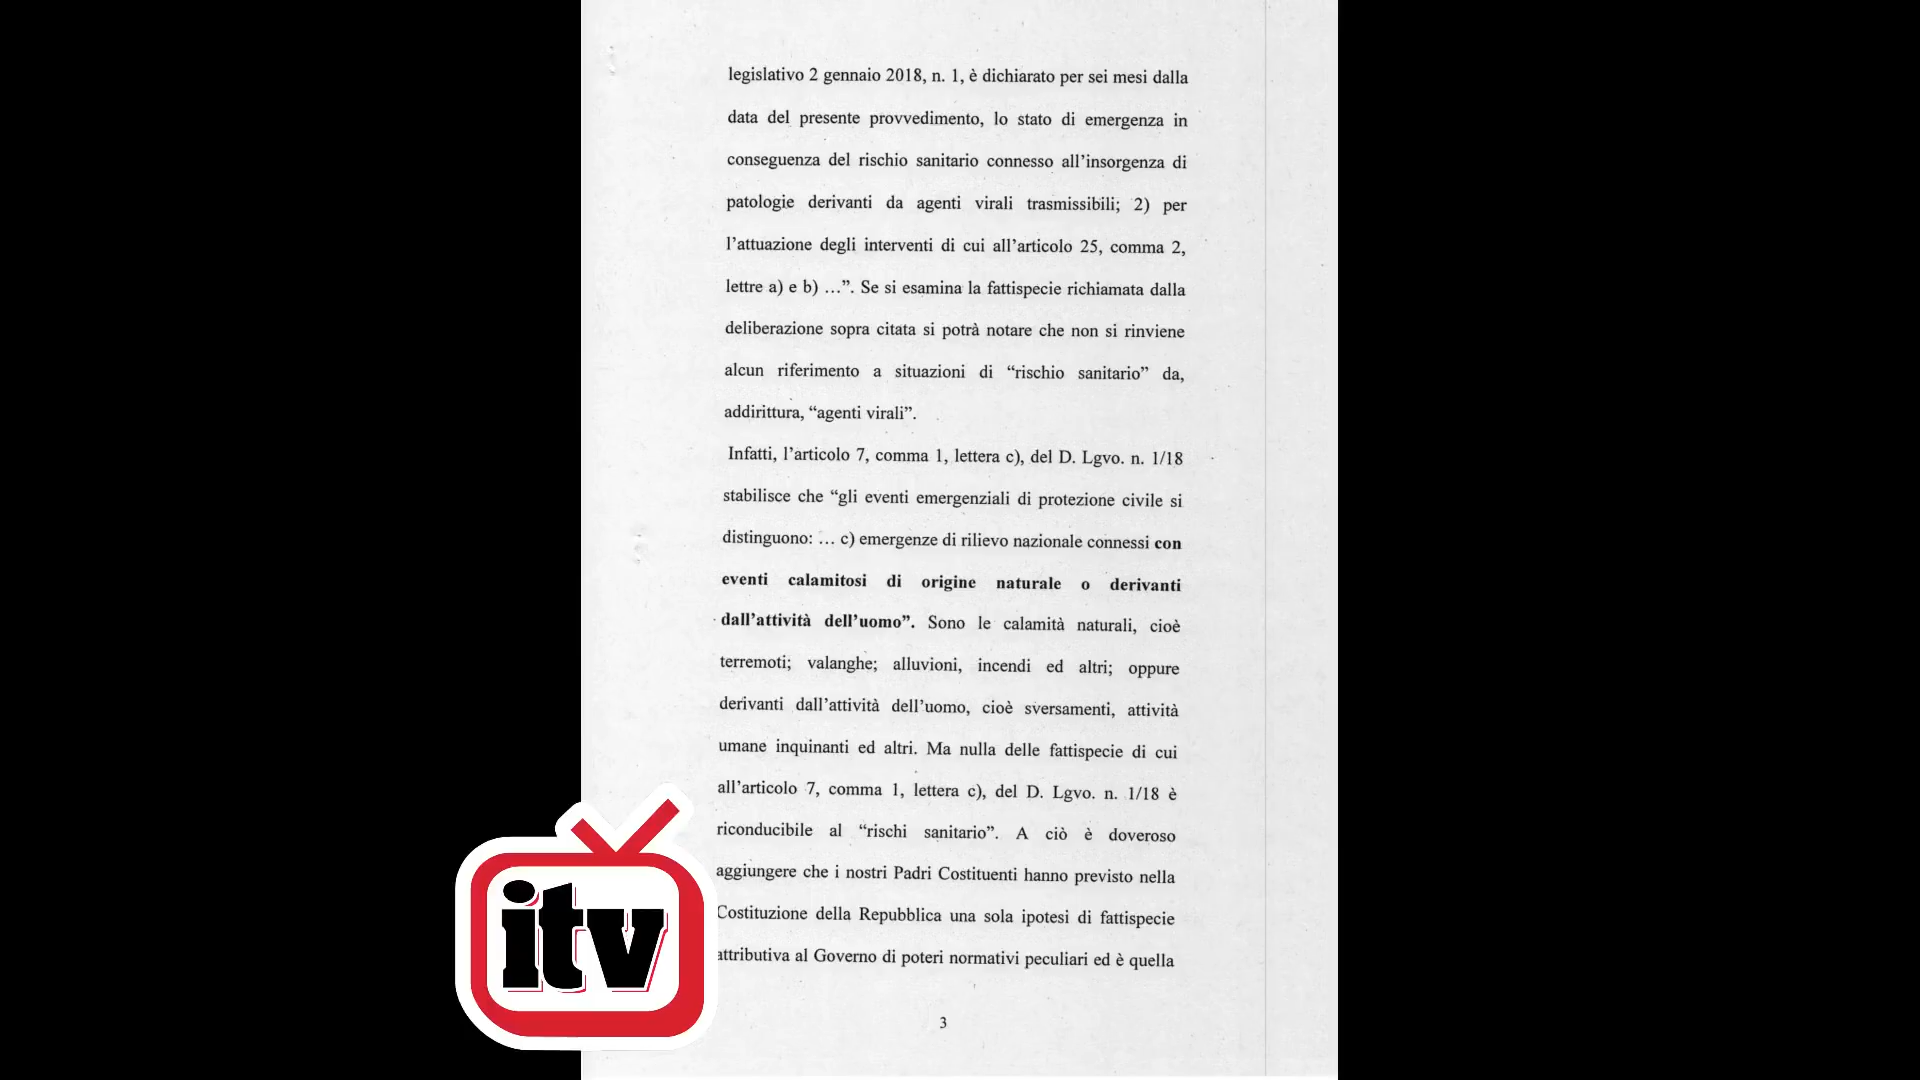 legislativo 2 gennaio 2018, n. 1, è dichiarato per sei mesi dalla
data del presente provvedimento, lo stato di emergenza in
conseguenza del rischio sanitario connesso all’insorgenza di
patologie derivanti da agenti virali trasmissibili; 2) per
l’attuazione degli interventi di cui all’articolo 25, comma 2,
lettre a) e b) …”. Se si esamina la fattispecie richiamata dalla
deliberazione sopra citata si potrà notare che non si rinviene
alcun riferimento a situazioni di “rischio sanitario” da,
addirittura, “agenti virali”.
Infatti, l’articolo 7, comma 1, lettera c), del D. Lgvo. n. 1/18
stabilisce che “gli eventi emergenziali di protezione civile si
distinguono: … c) emergenze di rilievo nazionale connessi con
eventi calamitosi di origine naturale o derivanti
dall’attività dell’uomo”. Sono le calamità naturali, cioè
terremoti; valanghe; alluvioni, incendi ed altri; oppure
derivanti dall’attività dell’uomo, cioè sversamenti, attività
umane inquinanti ed altri. Ma nulla delle fattispecie di cui
all’articolo 7, comma 1, lettera c), del D. Lgvo. n. 1/18 è
riconducibile al “rischi sanitario”. A ciò è doveroso
aggiungere che i nostri Padri Costituenti hanno previsto nella
Costituzione della Repubblica una sola ipotesi di fattispecie
attributiva al Governo di poteri normativi peculiari ed è quella
3
itv